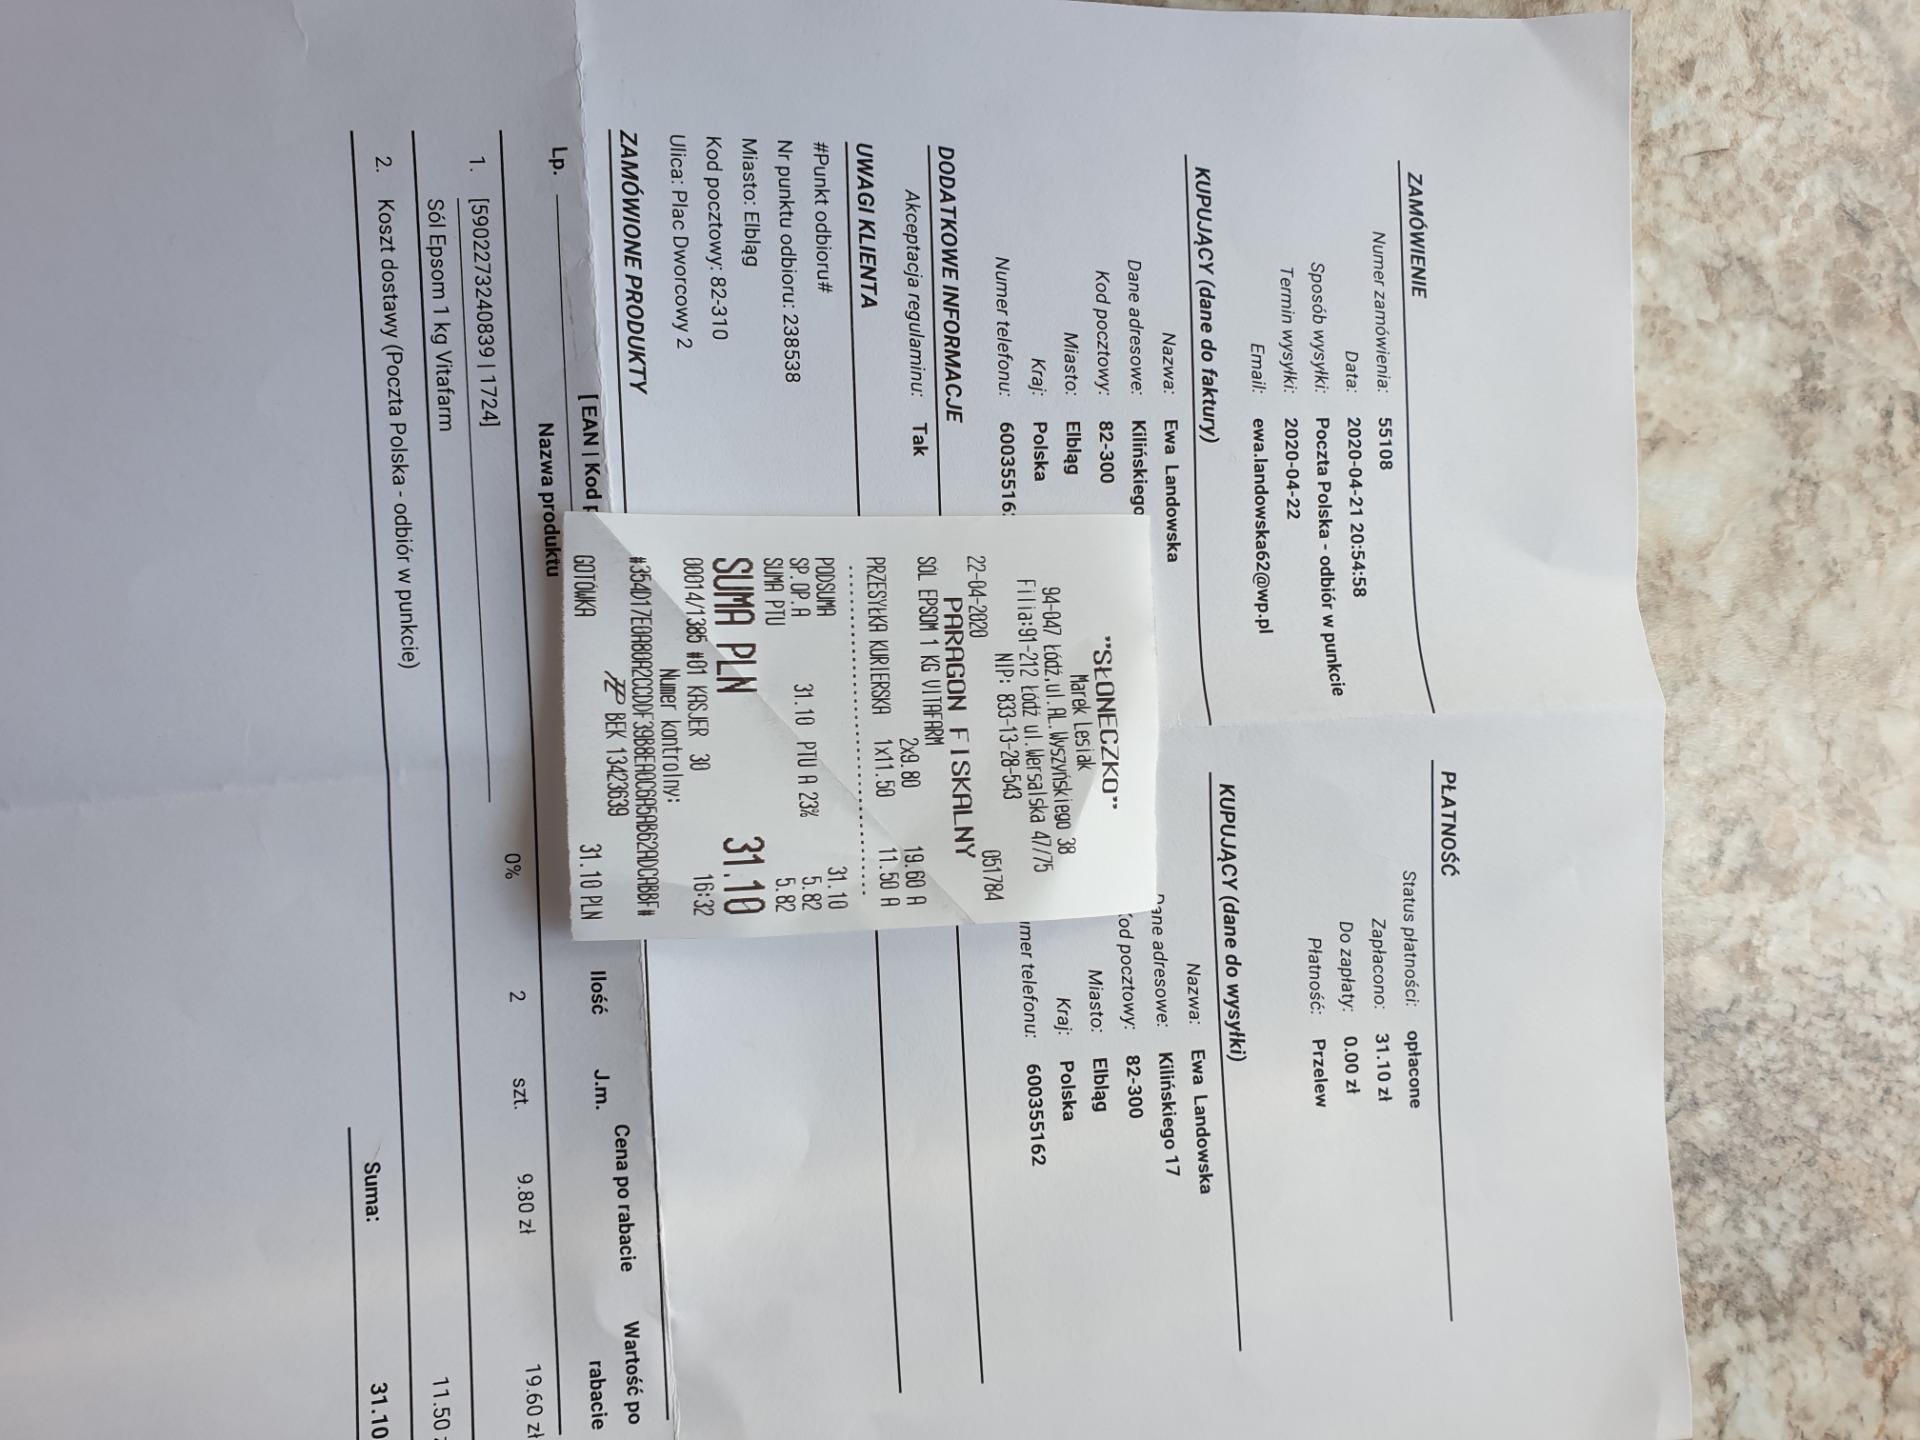 ZAMÓWIENIE
Numer zamówienia: 55108
Data: 2020-04-21 20:54:58
Sposób wysyłki: Poczta Polska - odbiór w punkcie
Termin wysyłki: 2020-04-22
Email: ewa.landowska62@wp.pl
PŁATNOŚĆ
Status płatności: opłacone
Zapłacono: 31.10 zł
Do zapłaty: 0.00 zł
Płatność: Przelew
KUPUJĄCY (dane do faktury)
Nazwa: Ewa Landowska
Dane adresowe: Kilińskiego
Kod pocztowy: 82-300
Miasto: Elbląg
Kraj: Polska
Numer telefonu: 60035516
KUPUJĄCY (dane do wysyłki)
Nazwa: Ewa Landowska
Dane adresowe: Kilińskiego 17
od pocztowy: 82-300
Miasto: Elbląg
Kraj: Polska
mer telefonu: 600355162
DODATKOWE INFORMACJE
Akceptacja regulaminu: Tak
UWAGI KLIENTA
#Punkt odbioru#
Nr punktu odbioru: 238538
Miasto: Elbląg
Kod pocztowy: 82-310
Ulica: Plac Dworcowy 2
ZAMÓWIONE PRODUKTY
Lp. [EAN | Kod
Nazwa produktu
Ilość J.m. Cena po rabacie Wartość po rabacie
1. [5902273240839 | 1724]
Sól Epsom 1 kg Vitafarm
0% 2 szt. 9.80 zł 19.60 zł
2. Koszt dostawy (Poczta Polska - odbiór w punkcie) 11.50
Suma: 31.10
"SŁONECZKO"
Marek Lesiak
94-047 Łódź,ul.AL.Wyszyńskiego 38
Filia:91-212 Łódź ul.Wersalska 47/75
NIP: 833-13-28-543
22-04-2020 051784
PARAGON FISKALNY
SÓL EPSOM 1 KG VITAFARM
2x9.80 19.60 A
PRZESYŁKA KURIERSKA 1x11.50 11.50 A
PODSUMA 31.10
SP.OP.A 31.10 PTU A 23% 5.82
SUMA PTU 5.82
SUMA PLN 31.10
00014/1385 #01 KASJER 30 16:32
Numer kontrolny:
#354D17E0AB0A2CCDDF39B8EA0C6A5AB62ADCABBF#
BEK 13423639
GOTÓWKA 31.10 PLN